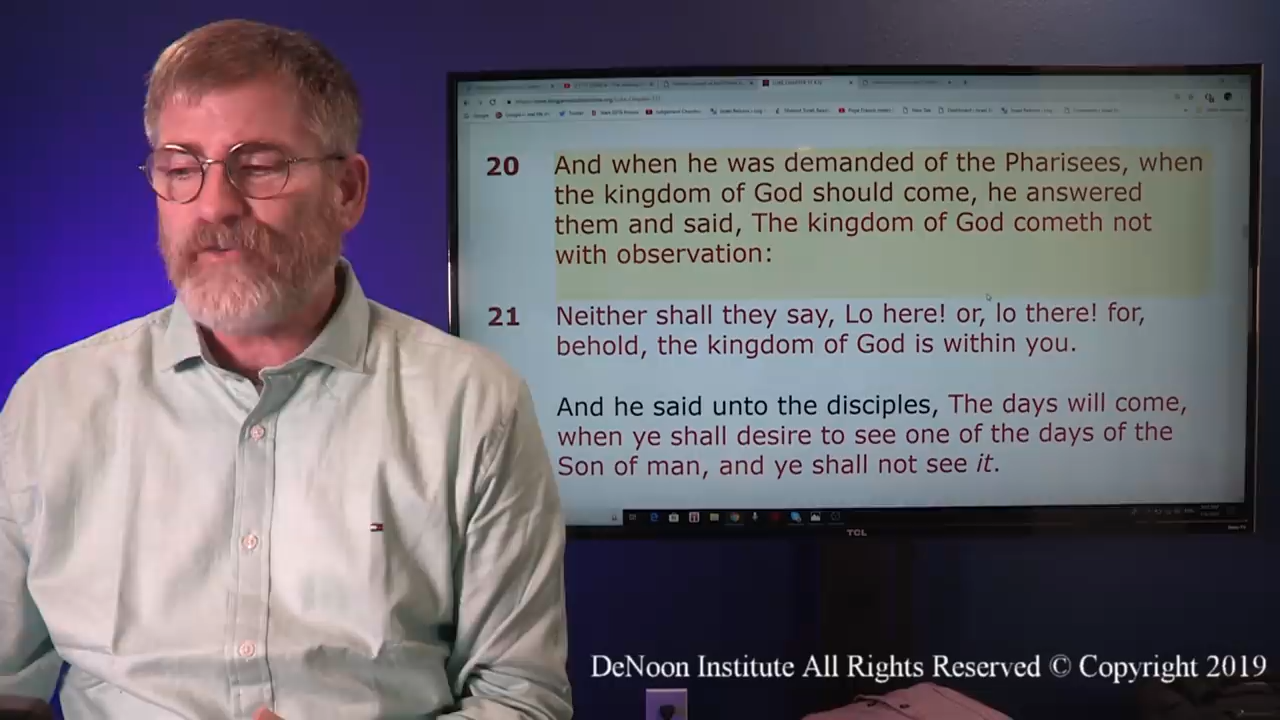 20 And when he was demanded of the Pharisees, when
the kingdom of God should come, he answered
them and said, The kingdom of God cometh not
with observation:
21 Neither shall they say, Lo here! or, lo there! for,
behold, the kingdom of God is within you.
And he said unto the disciples, The days will come,
when ye shall desire to see one of the days of the
Son of man, and ye shall not see it.
TCL
DeNoon Institute All Rights Reserved © Copyright 2019